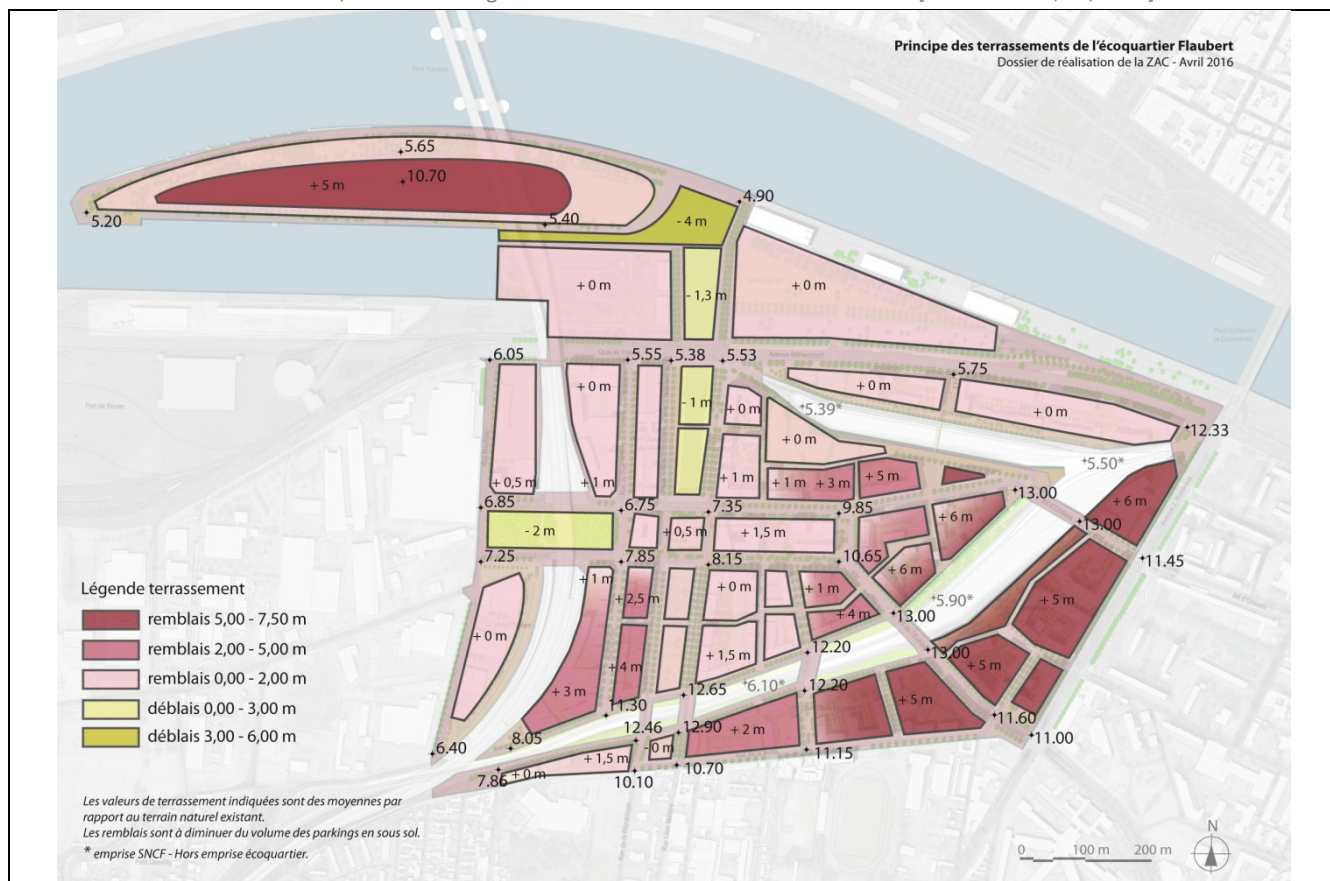 Principe des terrassements de l'écoquartier Flaubert
Dossier de réalisation de la ZAC - Avril 2016
5.65
+ 5 m
10.70
5.20
5.40
4.90
- 4 m
+ 0 m
- 1,3 m
+ 0 m
6.05
5.55
5.38
5.53
Avenue Bethencourt
5.75
+ 0 m
- 1 m
+ 0 m
+5.39*
+ 0 m
+ 0 m
12.33
+ 0 m
+5.50*
+ 0,5 m
+ 1 m
+ 1 m
+ 1 m
+ 3 m
+ 5 m
13.00
+ 6 m
6.85
6.75
7.35
9.85
+ 6 m
13.00
- 2 m
+ 0,5 m
+ 1,5 m
7.25
7.85
8.15
10.65
11.45
+ 1 m
+ 2,5 m
+ 0 m
+ 1 m
+ 6 m
+5.90*
+ 5 m
+ 4 m
13.00
+ 0 m
+ 1,5 m
12.20
13.00
+ 4 m
+ 5 m
+ 3 m
12.65
+6.10*
12.20
+ 5 m
11.30
11.60
12.46
12.90
+ 2 m
11.00
6.40
8.05
+ 1,5 m
- 0 m
11.15
7.86
+ 0 m
10.10
10.70
Port de Rouen
Pont Flaubert
Légende terrassement
remblais 5,00 - 7,50 m
remblais 2,00 - 5,00 m
remblais 0,00 - 2,00 m
déblais 0,00 - 3,00 m
déblais 3,00 - 6,00 m
Les valeurs de terrassement indiquées sont des moyennes par
rapport au terrain naturel existant.
Les remblais sont à diminuer du volume des parkings en sous sol.
* emprise SNCF - Hors emprise écoquartier.
N
0 100 m 200 m